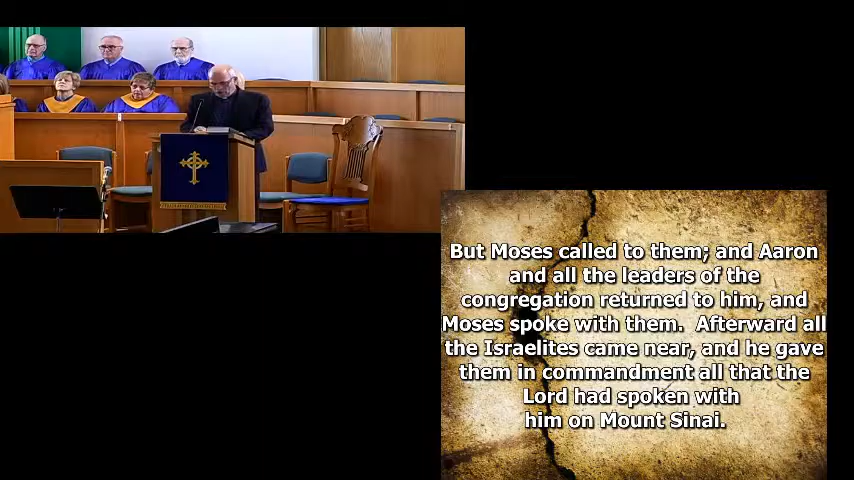 But Moses called to them; and Aaron
and all the leaders of the
congregation returned to him, and
Moses spoke with them.  Afterward all
the Israelites came near, and he gave
them in commandment all that the
Lord had spoken with
him on Mount Sinai.